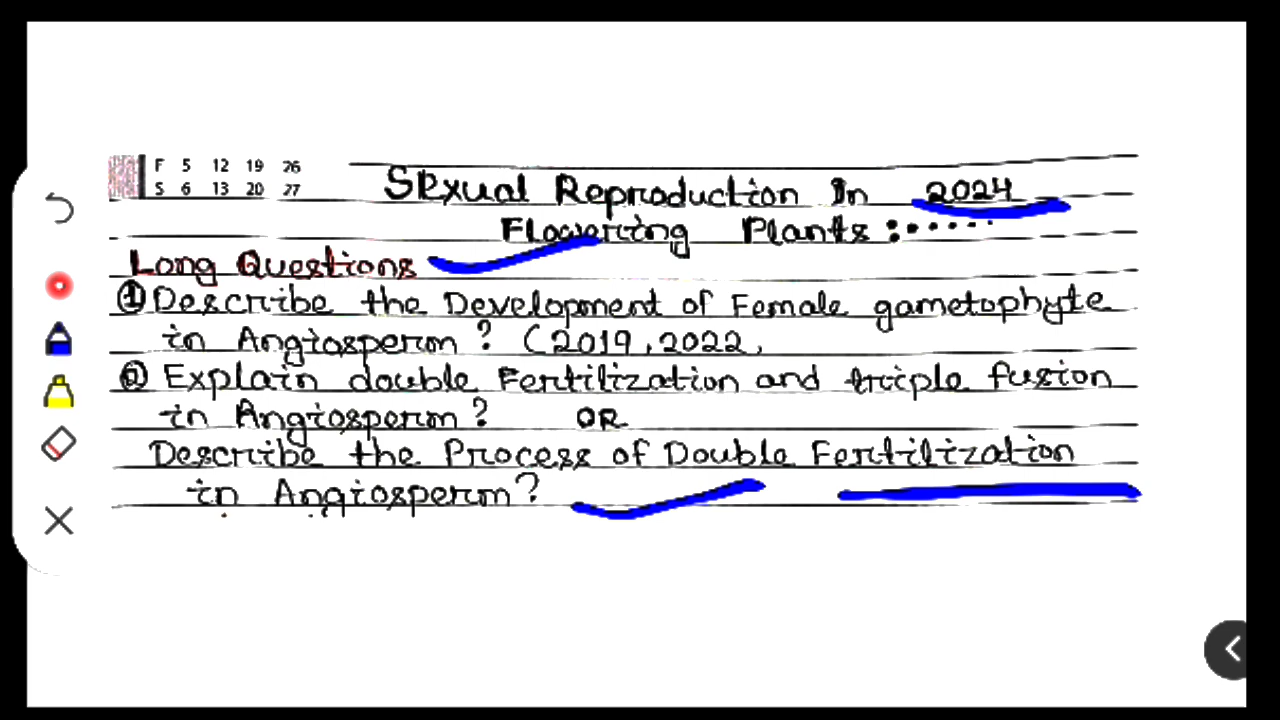 F 5 12 19 26
S 6 13 20 27
Sexual Reproduction In 2024
Flowering Plants :.....
Long Questions
① Describe the Development of Female gametophyte
in Angiosperm ? (2019, 2022,
② Explain double Fertilization and triple fusion
in Angiosperm ? OR
Describe the Process of Double Fertilization
in Angiosperm ?